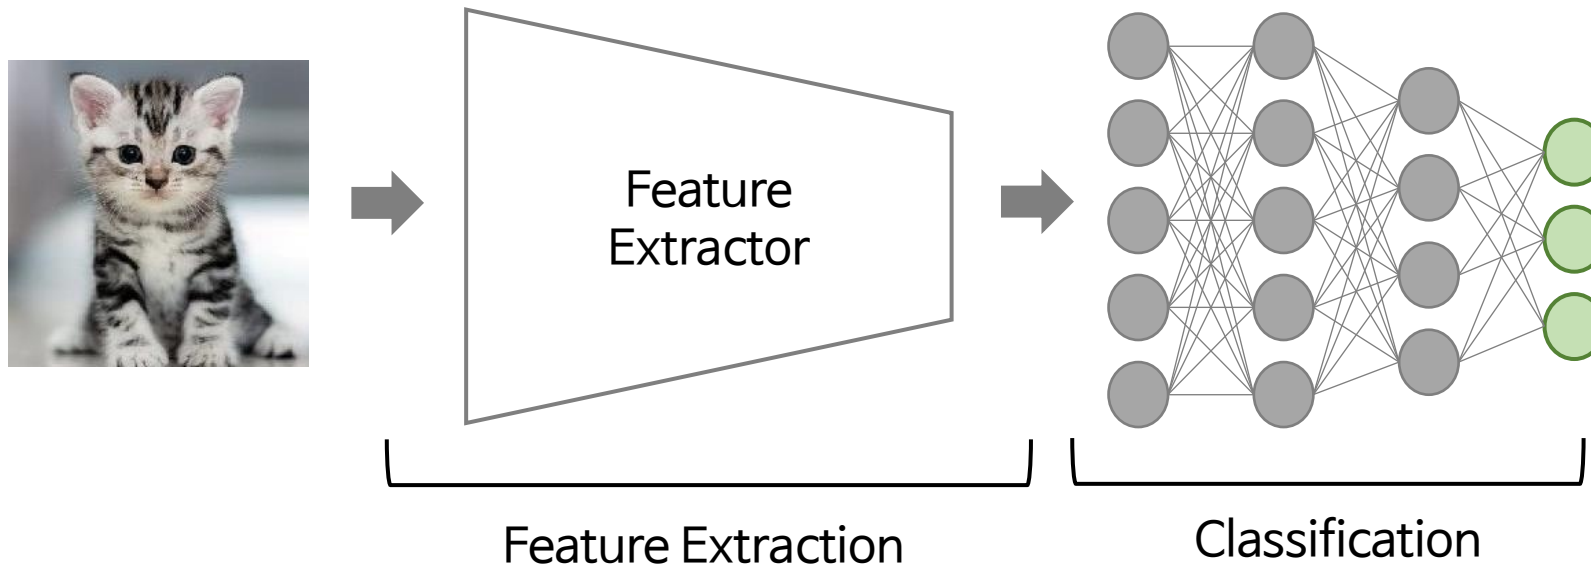 Feature
Extractor
Feature Extraction
Classification